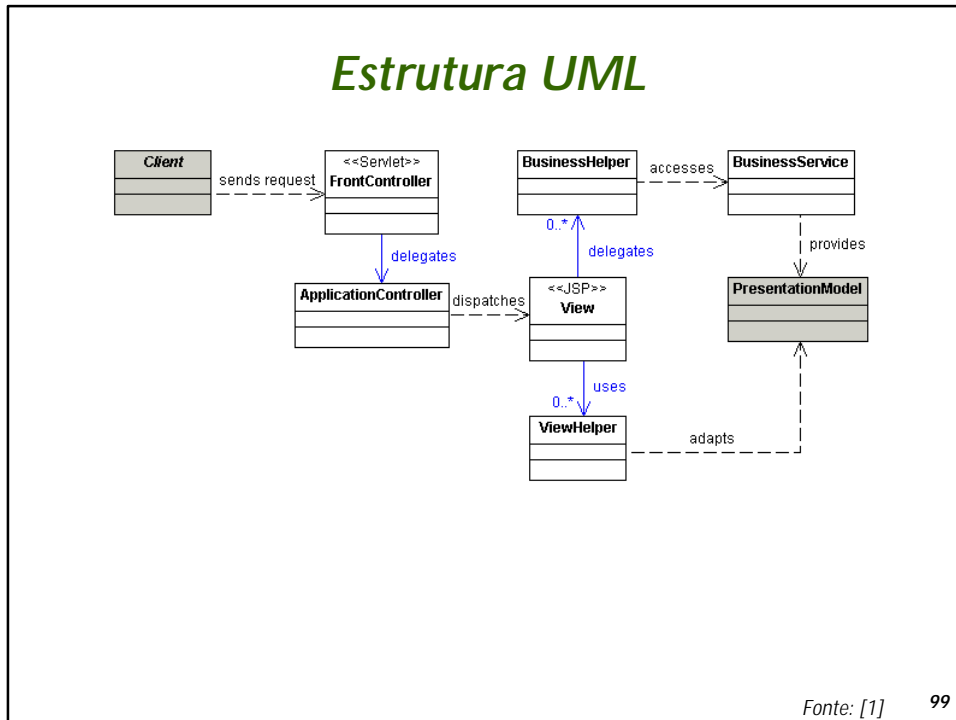 Estrutura UML
Client
sends request
<<Servlet>>
FrontController
BusinessHelper
accesses
BusinessService
0..*
delegates
delegates
provides
ApplicationController
dispatches
<<JSP>>
View
PresentationModel
uses
0..*
ViewHelper
adapts
Fonte: [1]
99